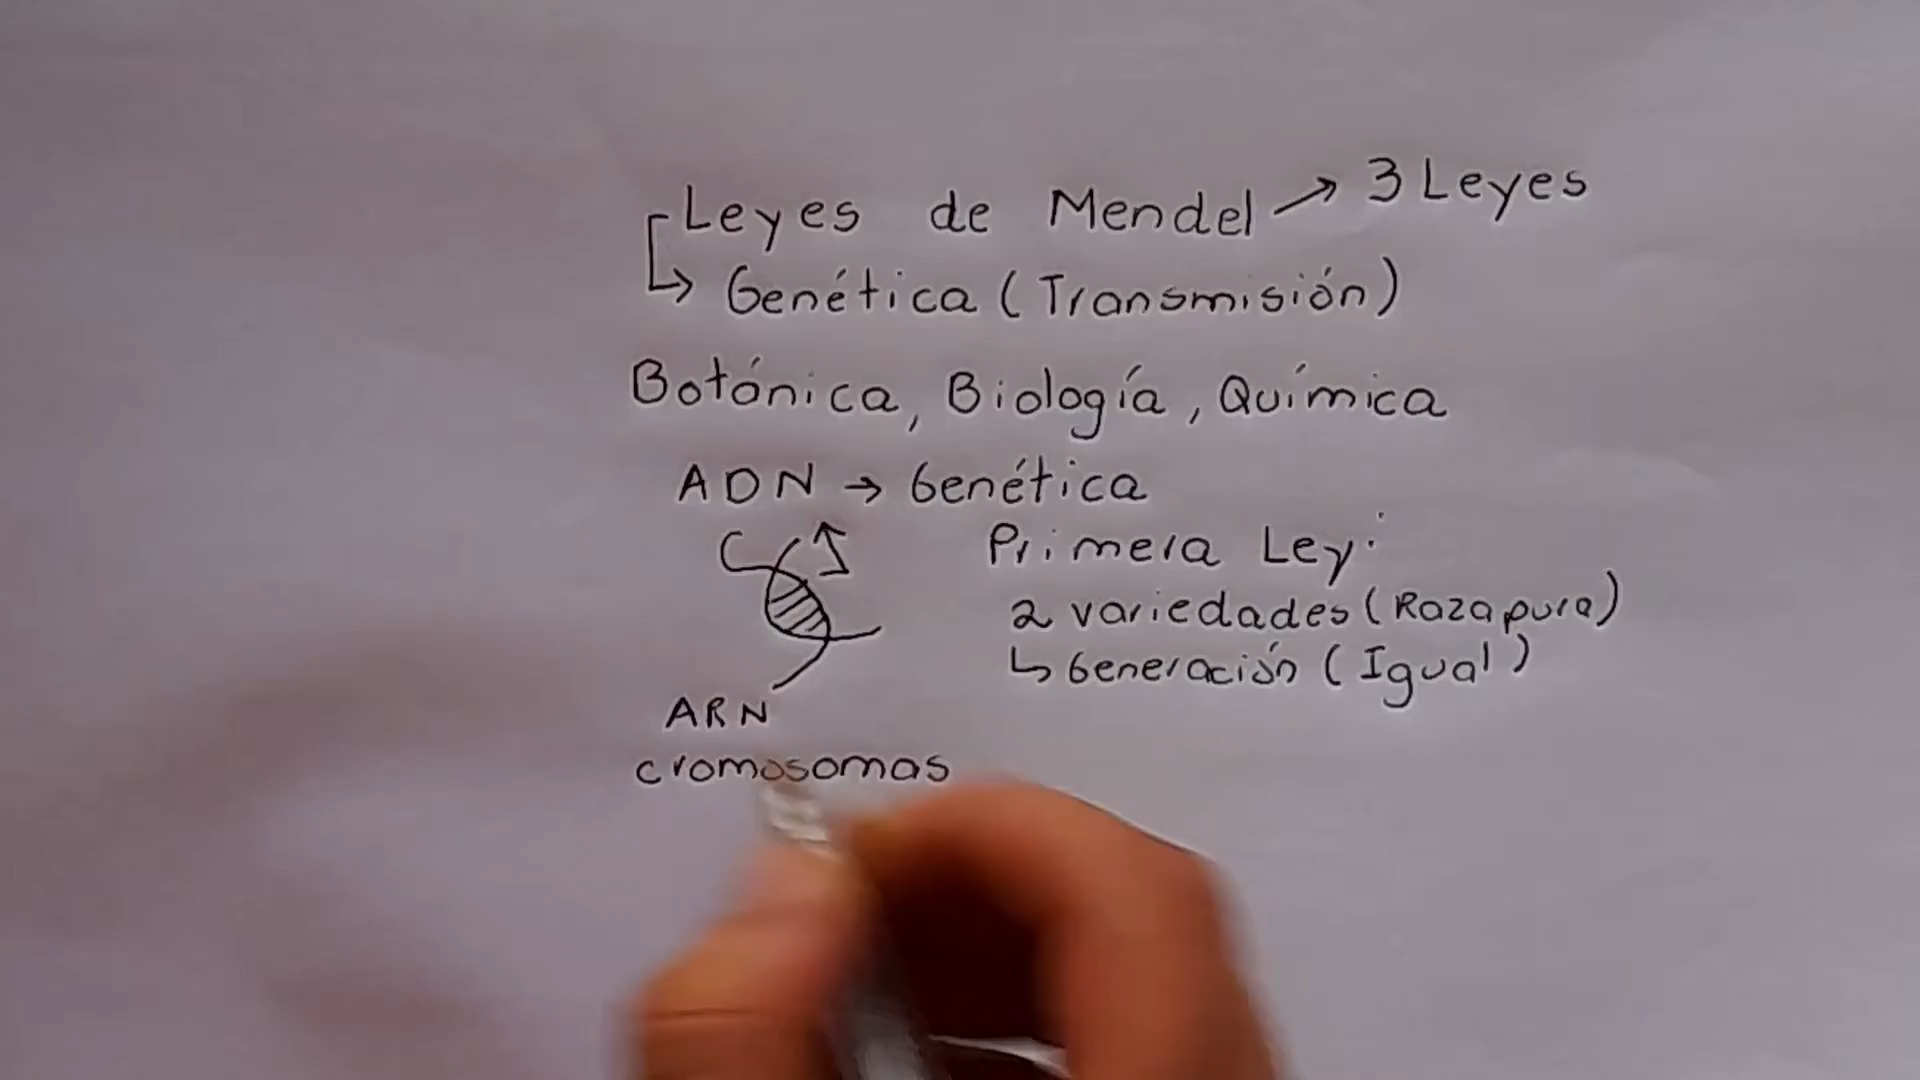 Leyes de Mendel → 3 Leyes
↳ Genética (Transmisión)
Botánica, Biología, Química
ADN → Genética
Primera Ley:
2 variedades (Raza pura)
↳ Generación (Igual)
ARN
cromosomas